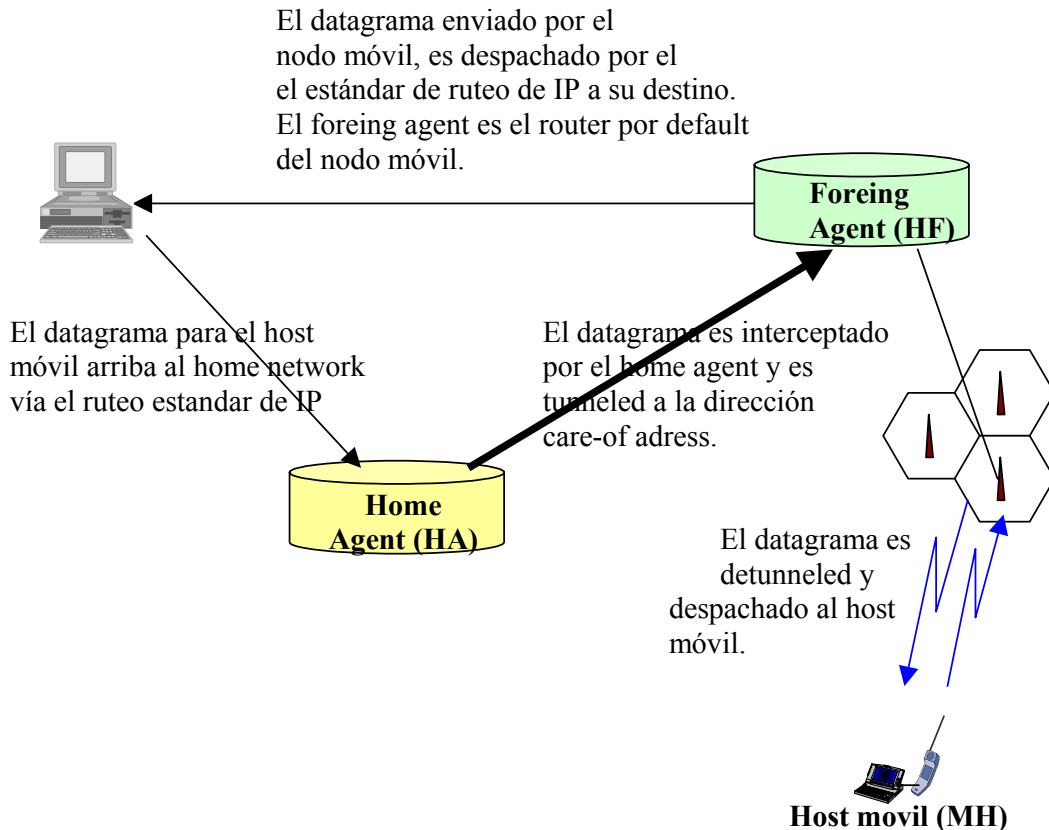 El datagrama enviado por el
nodo móvil, es despachado por el
el estándar de ruteo de IP a su destino.
El foreing agent es el router por default
del nodo móvil.
Foreing
Agent (HF)
El datagrama para el host
móvil arriba al home network
vía el ruteo estandar de IP
El datagrama es interceptado
por el home agent y es
tunneled a la dirección
care-of adress.
Home
Agent (HA)
El datagrama es
detunneled y
despachado al host
móvil.
Host movil (MH)